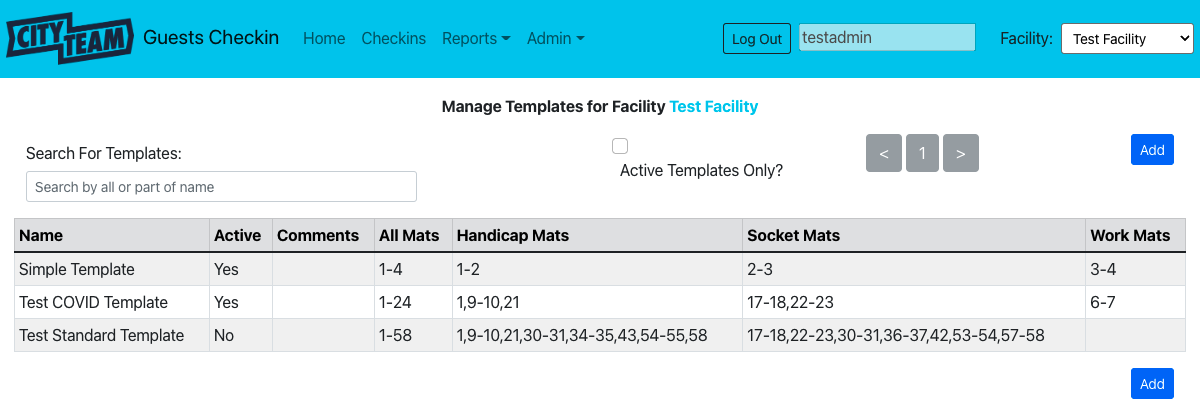 CITY TEAM Guests Checkin Home Checkins Reports Admin Log Out testadmin Facility: Test Facility
Manage Templates for Facility Test Facility
Search For Templates:
Active Templates Only?
< 1 >
Add
Search by all or part of name
Name Active Comments All Mats Handicap Mats Socket Mats Work Mats
Simple Template Yes 1-4 1-2 2-3 3-4
Test COVID Template Yes 1-24 1,9-10,21 17-18,22-23 6-7
Test Standard Template No 1-58 1,9-10,21,30-31,34-35,43,54-55,58 17-18,22-23,30-31,36-37,42,53-54,57-58
Add